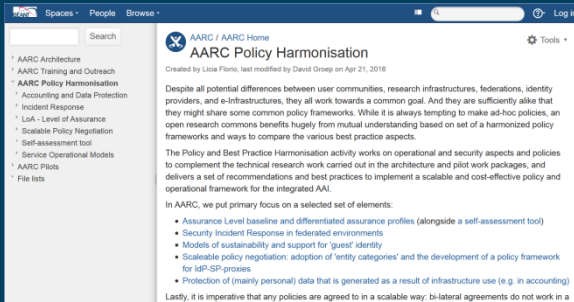 Spaces People Browse Log in
Search
AARC Architecture
AARC Training and Outreach
AARC Policy Harmonisation
Accounting and Data Protection
Incident Response
LoA - Level of Assurance
Scalable Policy Negotiation
Self-assessment tool
Service Operational Models
AARC Pilots
File lists
AARC / AARC Home
Tools
AARC Policy Harmonisation
Created by Licia Florio, last modified by David Groep on Apr 21, 2016
Despite all potential differences between user communities, research infrastructures, federations, identity
providers, and e-Infrastructures, they all work towards a common goal. And they are sufficiently alike that
they might share some common policy frameworks. While it is always tempting to make ad-hoc policies, an
open research commons benefits hugely from mutual understanding based on set of a harmonized policy
frameworks and ways to compare the various best practice aspects.
The Policy and Best Practice Harmonisation activity works on operational and security aspects and policies
to complement the technical research work carried out in the architecture and pilot work packages, and
delivers a set of recommendations and best practices to implement a scalable and cost-effective policy and
operational framework for the integrated AAI.
In AARC, we put primary focus on a selected set of elements:
• Assurance Level baseline and differentiated assurance profiles (alongside a self-assessment tool)
• Security Incident Response in federated environments
• Models of sustainability and support for 'guest' identity
• Scaleable policy negotiation: adoption of 'entity categories' and the development of a policy framework
for IdP-SP-proxies
• Protection of (mainly personal) data that is generated as a result of infrastructure use (e.g. in accounting)
Lastly, it is imperative that any policies are agreed to in a scalable way: bi-lateral agreements do not work in a